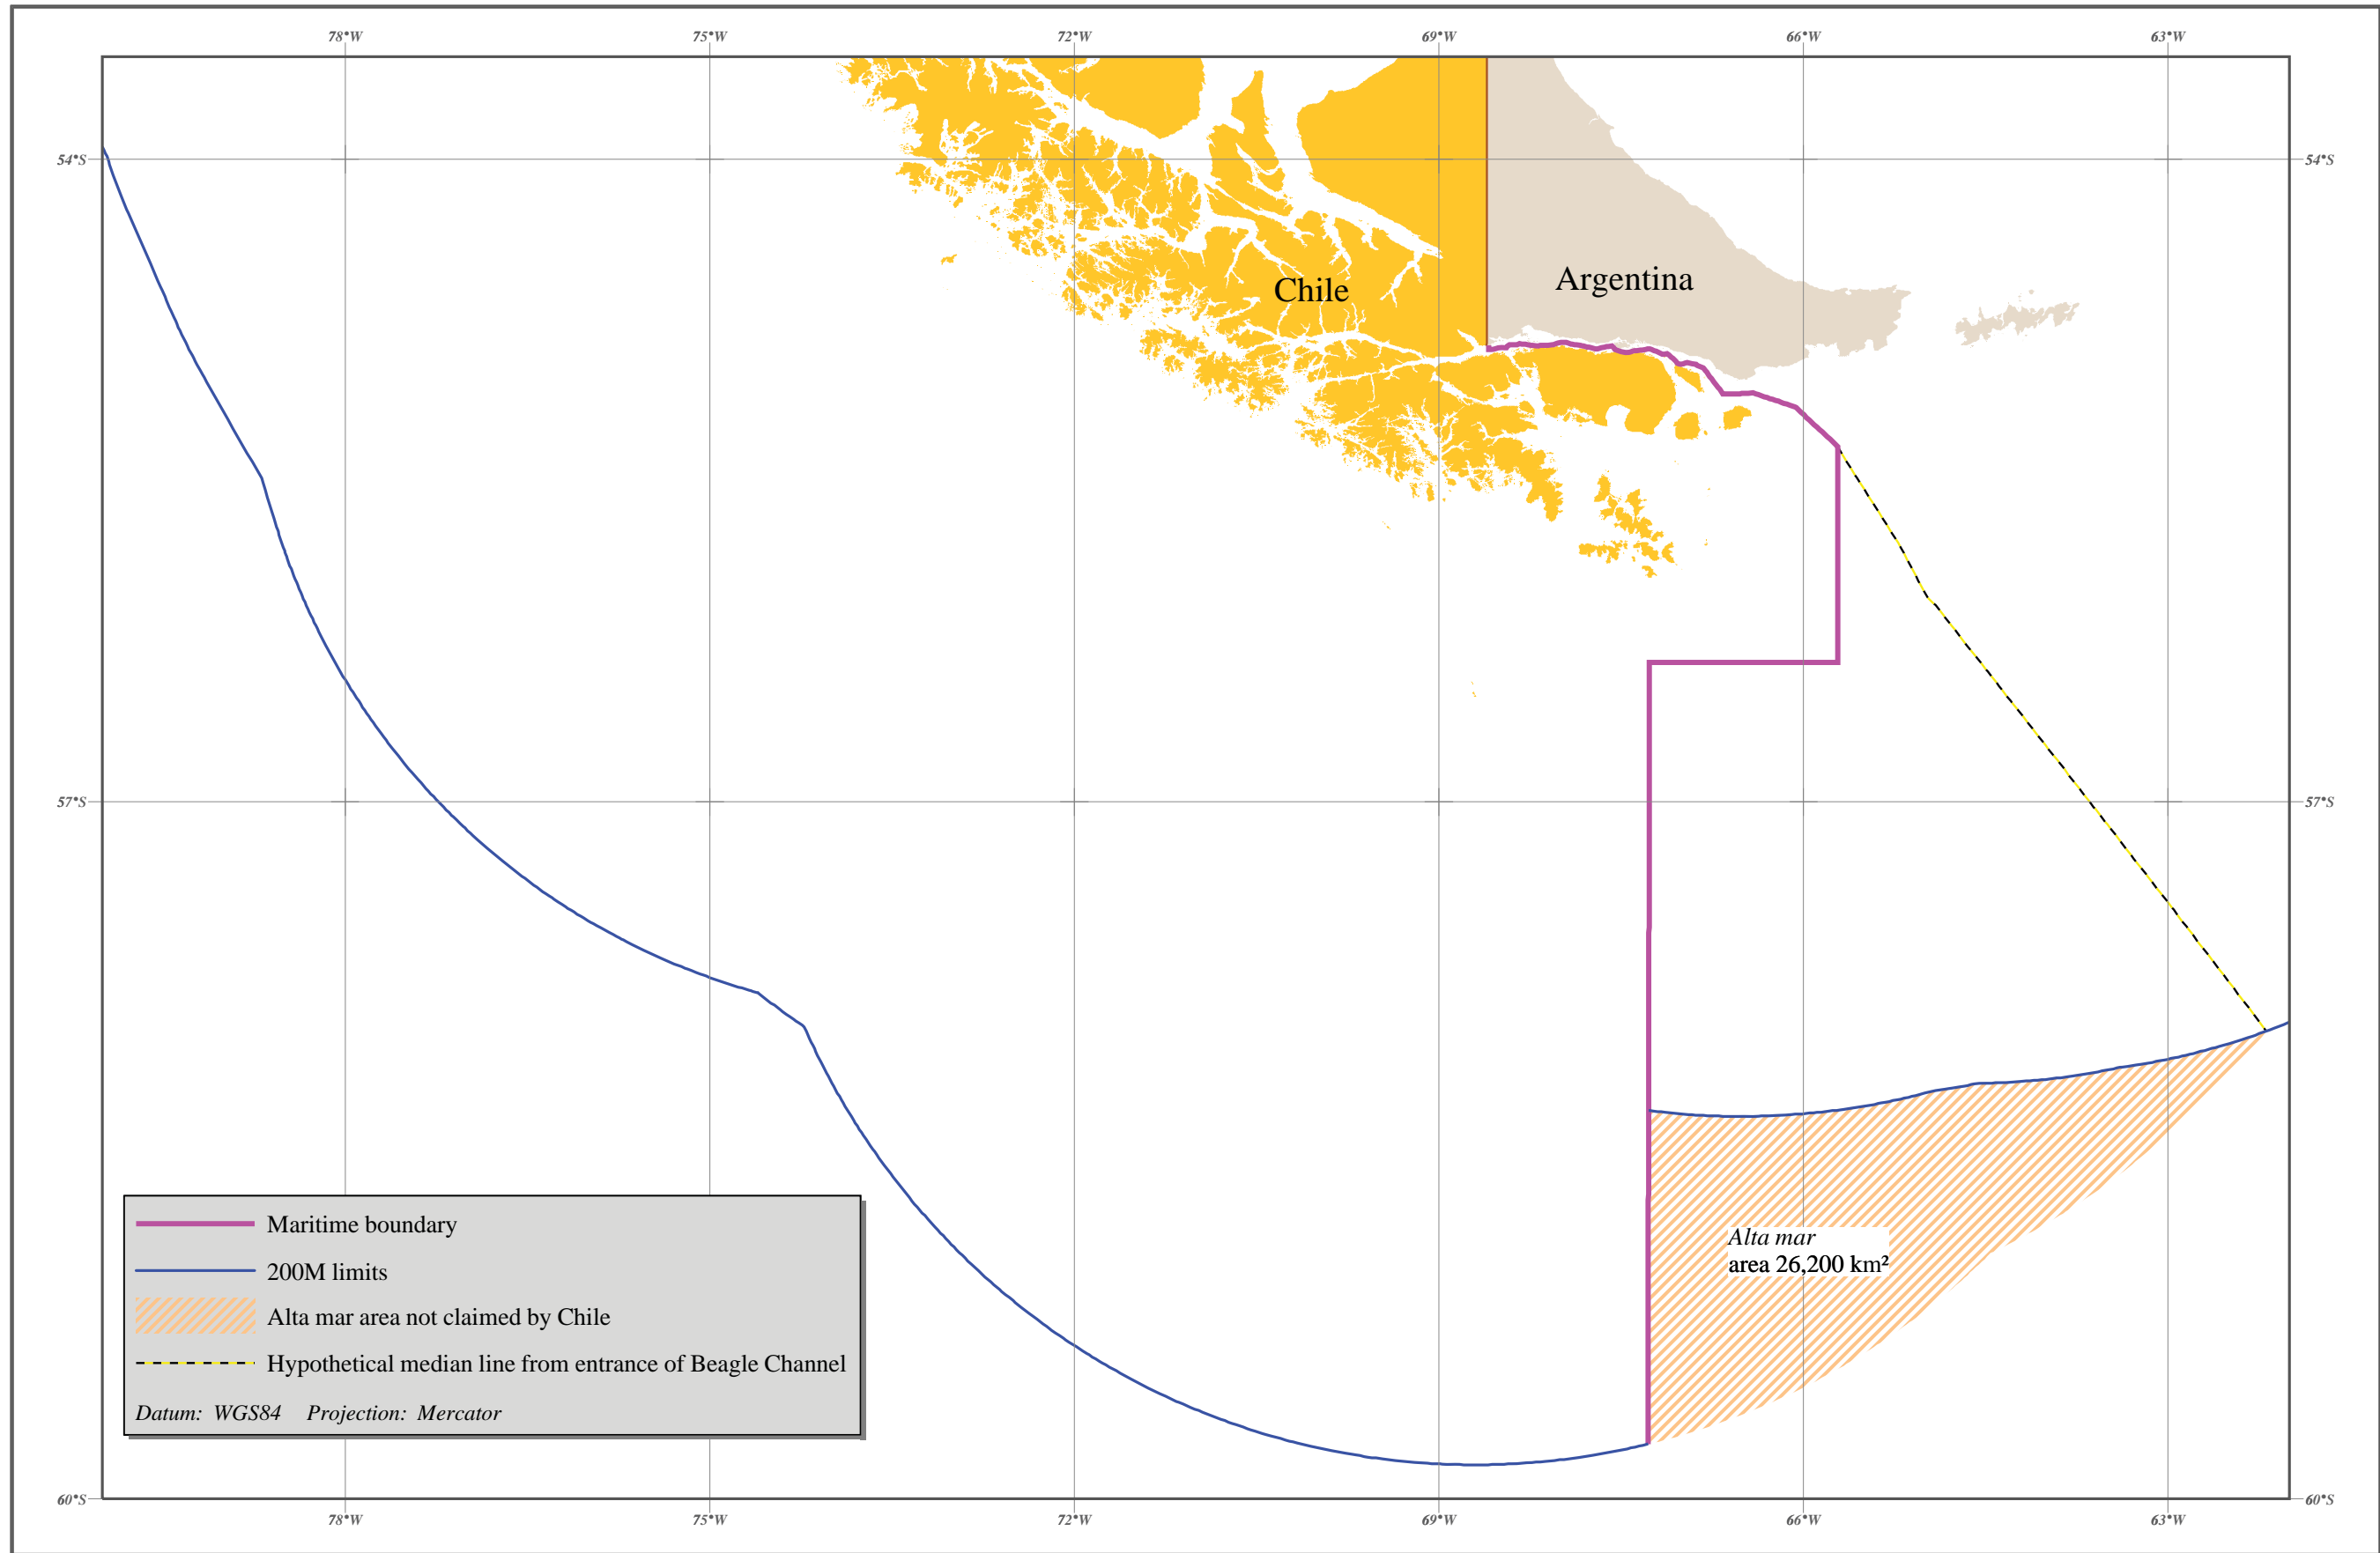 78°W 75°W 72°W 69°W 66°W 63°W
54°S 54°S
Argentina
Chile
57°S 57°S
Maritime boundary
Alta mar
area 26,200 km²
200M limits
Alta mar area not claimed by Chile
Hypothetical median line from entrance of Beagle Channel
Datum: WGS84 Projection: Mercator
60°S 60°S
78°W 75°W 72°W 69°W 66°W 63°W